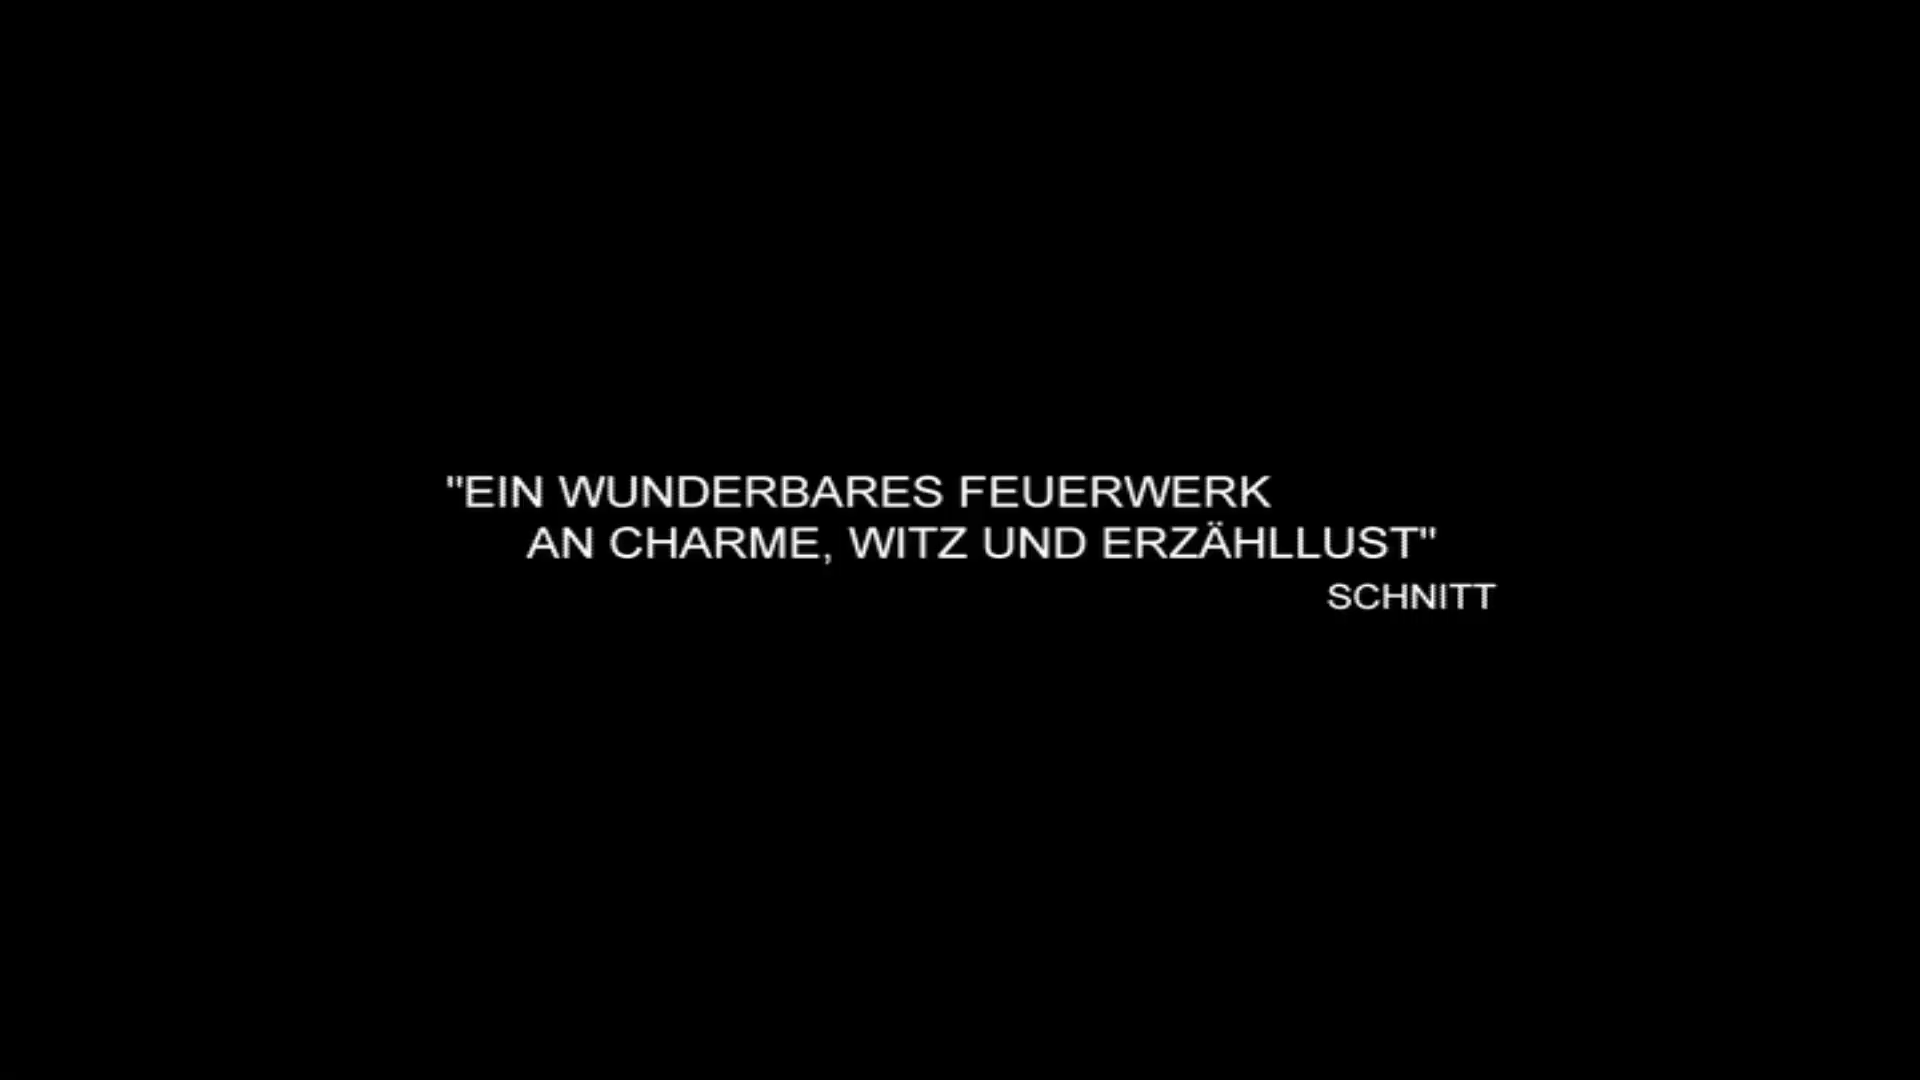 "EIN WUNDERBARES FEUERWERK
AN CHARME, WITZ UND ERZÄHLLUST"
SCHNITT